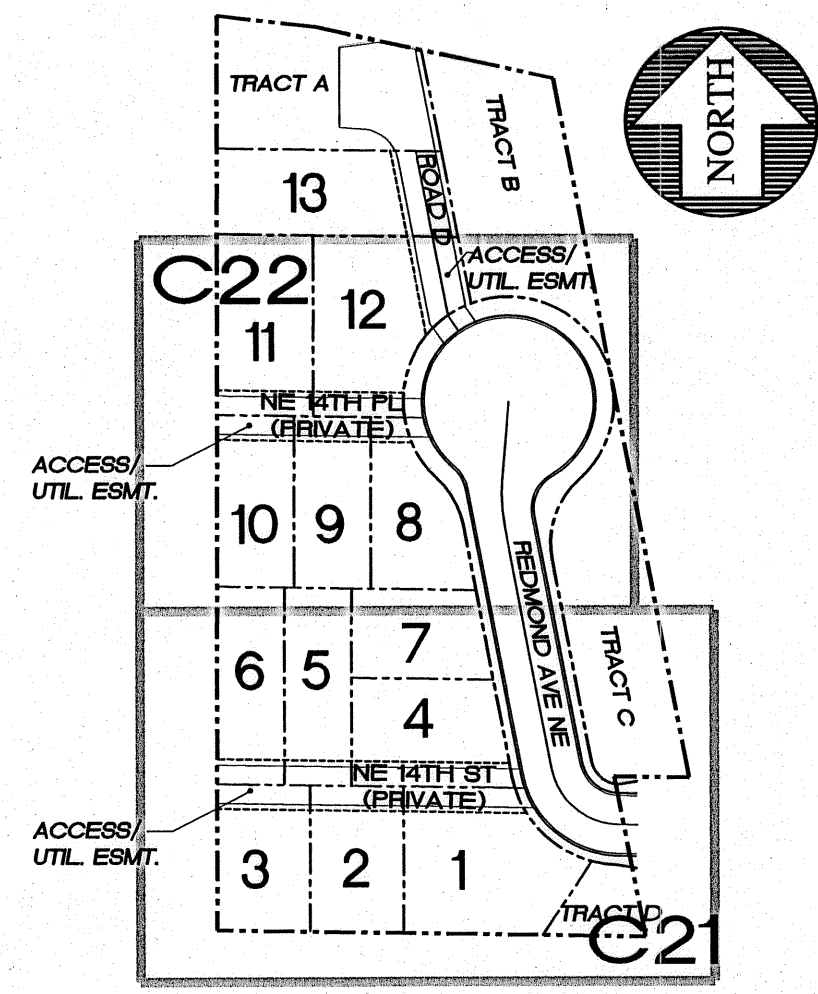 TRACT A
TRACT B
NORTH
13
ROAD D
ACCESS/
UTIL. ESMT.
C22
12
11
NE 14TH PL
(PRIVATE)
ACCESS/
UTIL. ESMT.
10
9
8
REDMOND AVE NE
7
6
5
TRACT C
4
NE 14TH ST
(PRIVATE)
ACCESS/
UTIL. ESMT.
3
2
1
TRACT D
C21